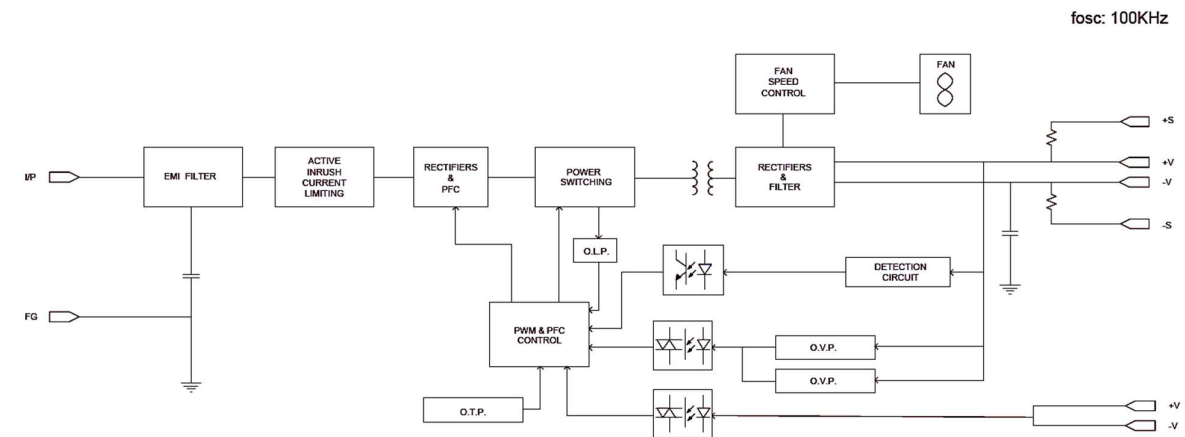 fosc: 100KHz
FAN
SPEED
CONTROL
FAN
+S
I/P
EMI FILTER
ACTIVE
INRUSH
CURRENT
LIMITING
RECTIFIERS
&
PFC
POWER
SWITCHING
RECTIFIERS
&
FILTER
+V
-V
-S
O.L.P.
DETECTION
CIRCUIT
FG
PWM & PFC
CONTROL
O.V.P.
O.V.P.
O.T.P.
+V
-V